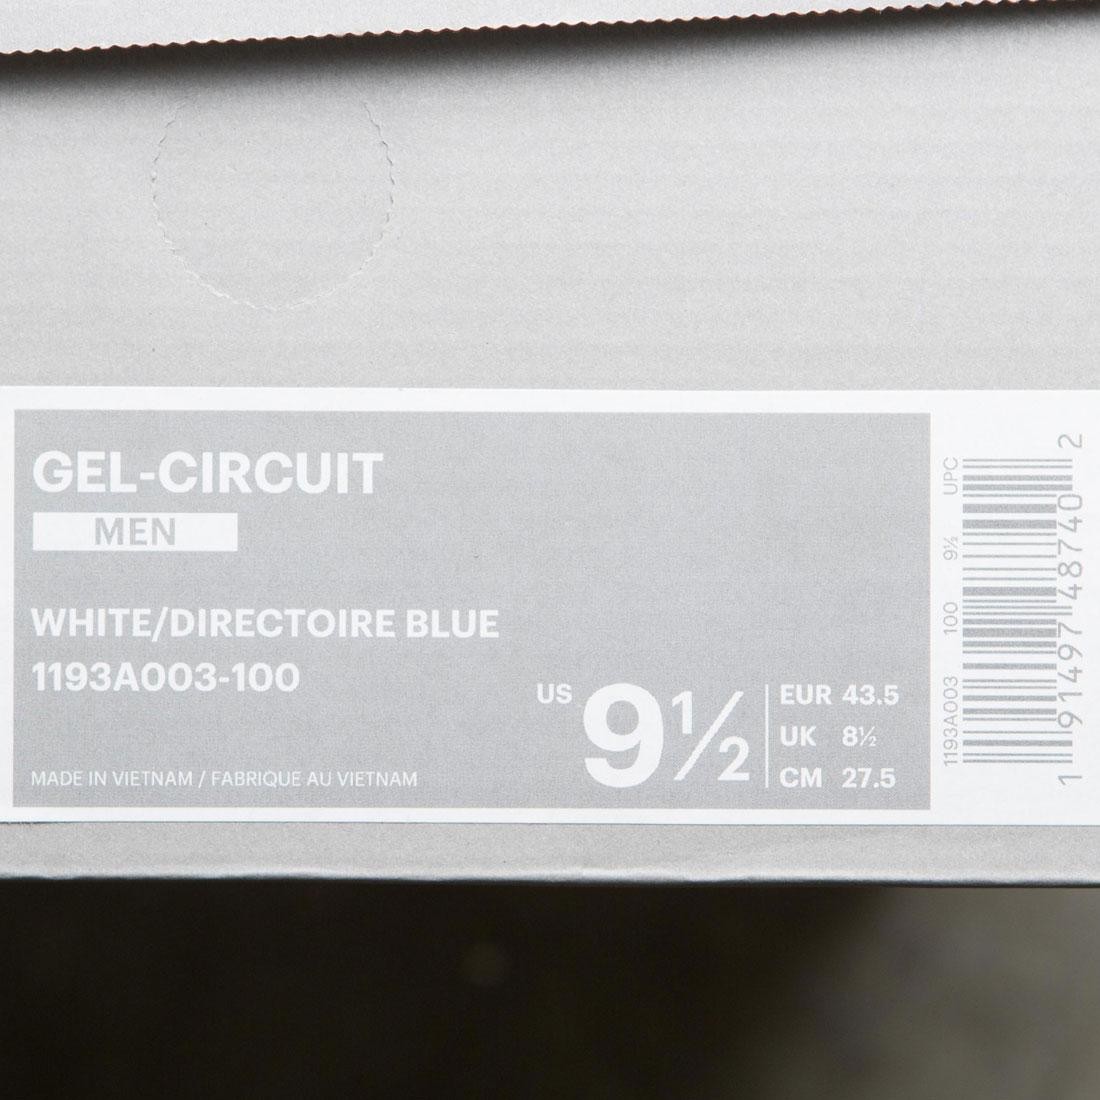 GEL-CIRCUIT
MEN
WHITE/DIRECTOIRE BLUE
1193A003-100
MADE IN VIETNAM / FABRIQUE AU VIETNAM
US 9½
EUR 43.5
UK 8½
CM 27.5
1193A003 100 9½ UPC
1 91497 48740 2